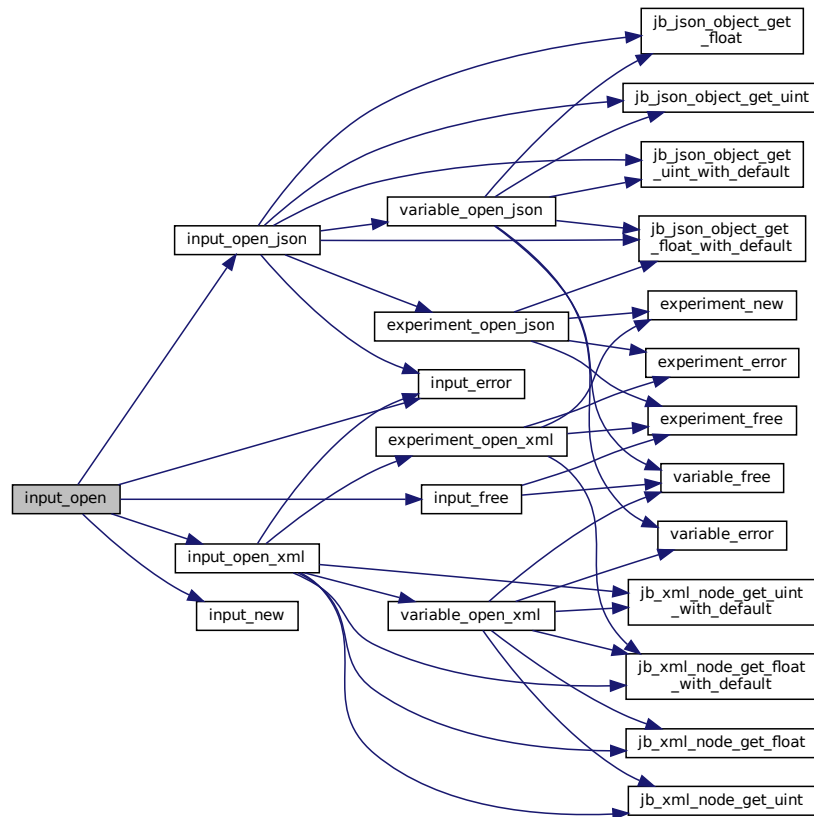 jb_json_object_get
_float
jb_json_object_get_uint
jb_json_object_get
_uint_with_default
variable_open_json
jb_json_object_get
_float_with_default
input_open_json
experiment_new
experiment_open_json
experiment_error
input_error
experiment_free
experiment_open_xml
variable_free
input_open
input_free
variable_error
input_open_xml
jb_xml_node_get_uint
_with_default
input_new
variable_open_xml
jb_xml_node_get_float
_with_default
jb_xml_node_get_float
jb_xml_node_get_uint